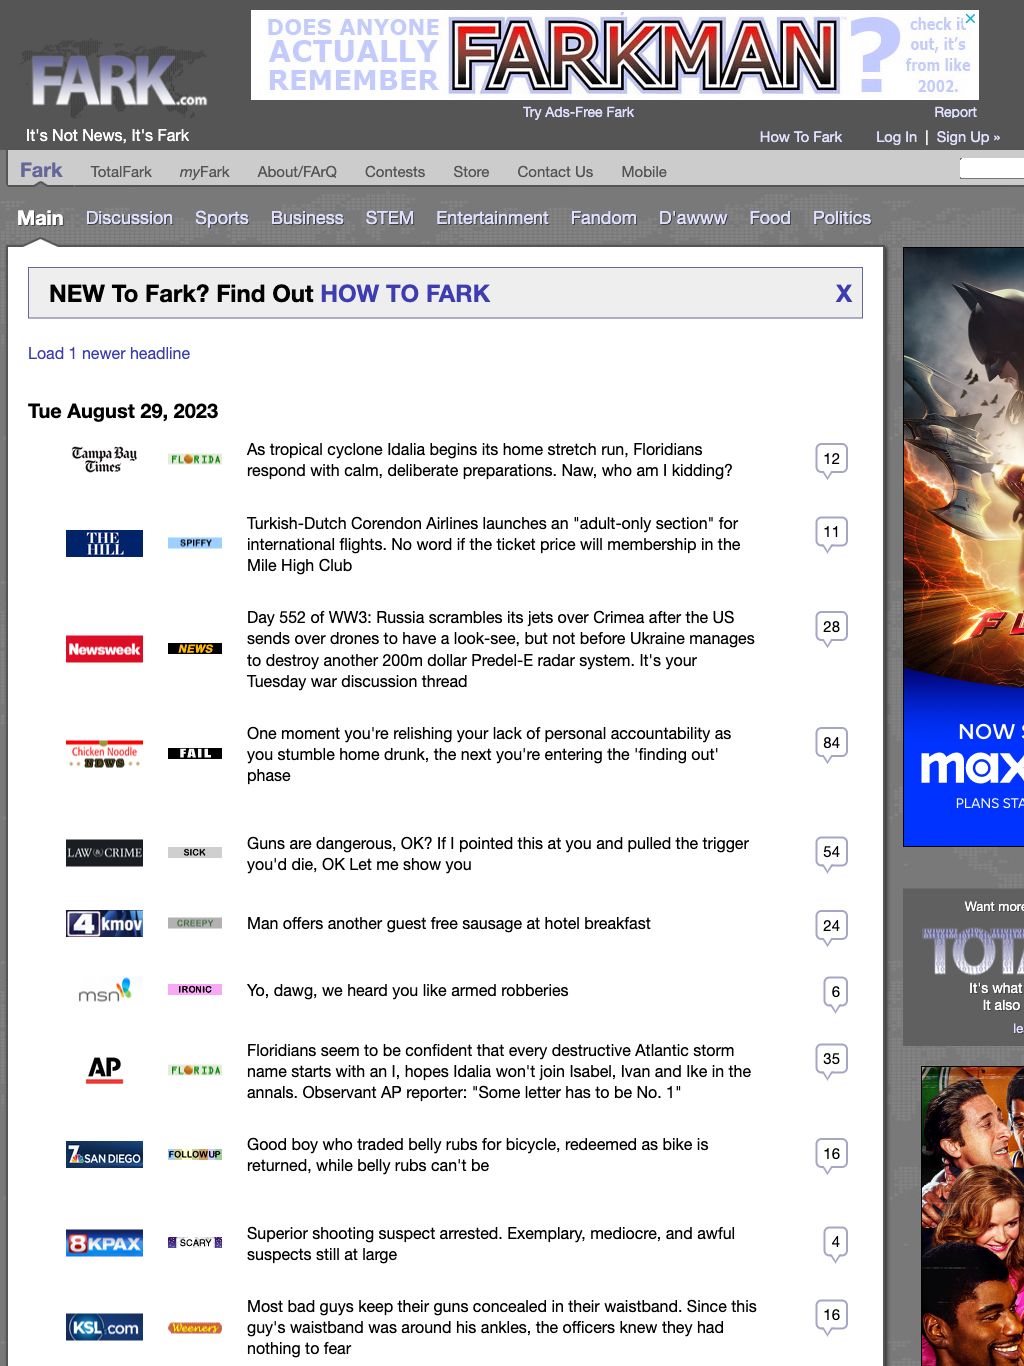 DOES ANYONE
ACTUALLY
REMEMBER
FARKMAN
?
check it
out, it's
from like
2002.
FARK.com
Try Ads-Free Fark
Report
It's Not News, It's Fark
How To Fark
Log In | Sign Up »
Fark TotalFark myFark About/FArQ Contests Store Contact Us Mobile
Main Discussion Sports Business STEM Entertainment Fandom D'awww Food Politics
NEW To Fark? Find Out HOW TO FARK X
Load 1 newer headline
Tue August 29, 2023
Tampa Bay
Times
FLORIDA
As tropical cyclone Idalia begins its home stretch run, Floridians
respond with calm, deliberate preparations. Naw, who am I kidding?
12
THE
HILL
SPIFFY
Turkish-Dutch Corendon Airlines launches an "adult-only section" for
international flights. No word if the ticket price will membership in the
Mile High Club
11
Newsweek
NEWS
Day 552 of WW3: Russia scrambles its jets over Crimea after the US
sends over drones to have a look-see, but not before Ukraine manages
to destroy another 200m dollar Predel-E radar system. It's your
Tuesday war discussion thread
28
Chicken Noodle
NEWS
FAIL
One moment you're relishing your lack of personal accountability as
you stumble home drunk, the next you're entering the 'finding out'
phase
84
LAW&CRIME
SICK
Guns are dangerous, OK? If I pointed this at you and pulled the trigger
you'd die, OK Let me show you
54
4 kmov
CREEPY
Man offers another guest free sausage at hotel breakfast
24
msn
IRONIC
Yo, dawg, we heard you like armed robberies
6
AP
FLORIDA
Floridians seem to be confident that every destructive Atlantic storm
name starts with an I, hopes Idalia won't join Isabel, Ivan and Ike in the
annals. Observant AP reporter: "Some letter has to be No. 1"
35
7 SAN DIEGO
FOLLOWUP
Good boy who traded belly rubs for bicycle, redeemed as bike is
returned, while belly rubs can't be
16
8 KPAX
SCARY
Superior shooting suspect arrested. Exemplary, mediocre, and awful
suspects still at large
4
KSL.com
Weeners
Most bad guys keep their guns concealed in their waistband. Since this
guy's waistband was around his ankles, the officers knew they had
nothing to fear
16
NOW
max
PLANS STA
Want more
TOTA
It's what
It also
le